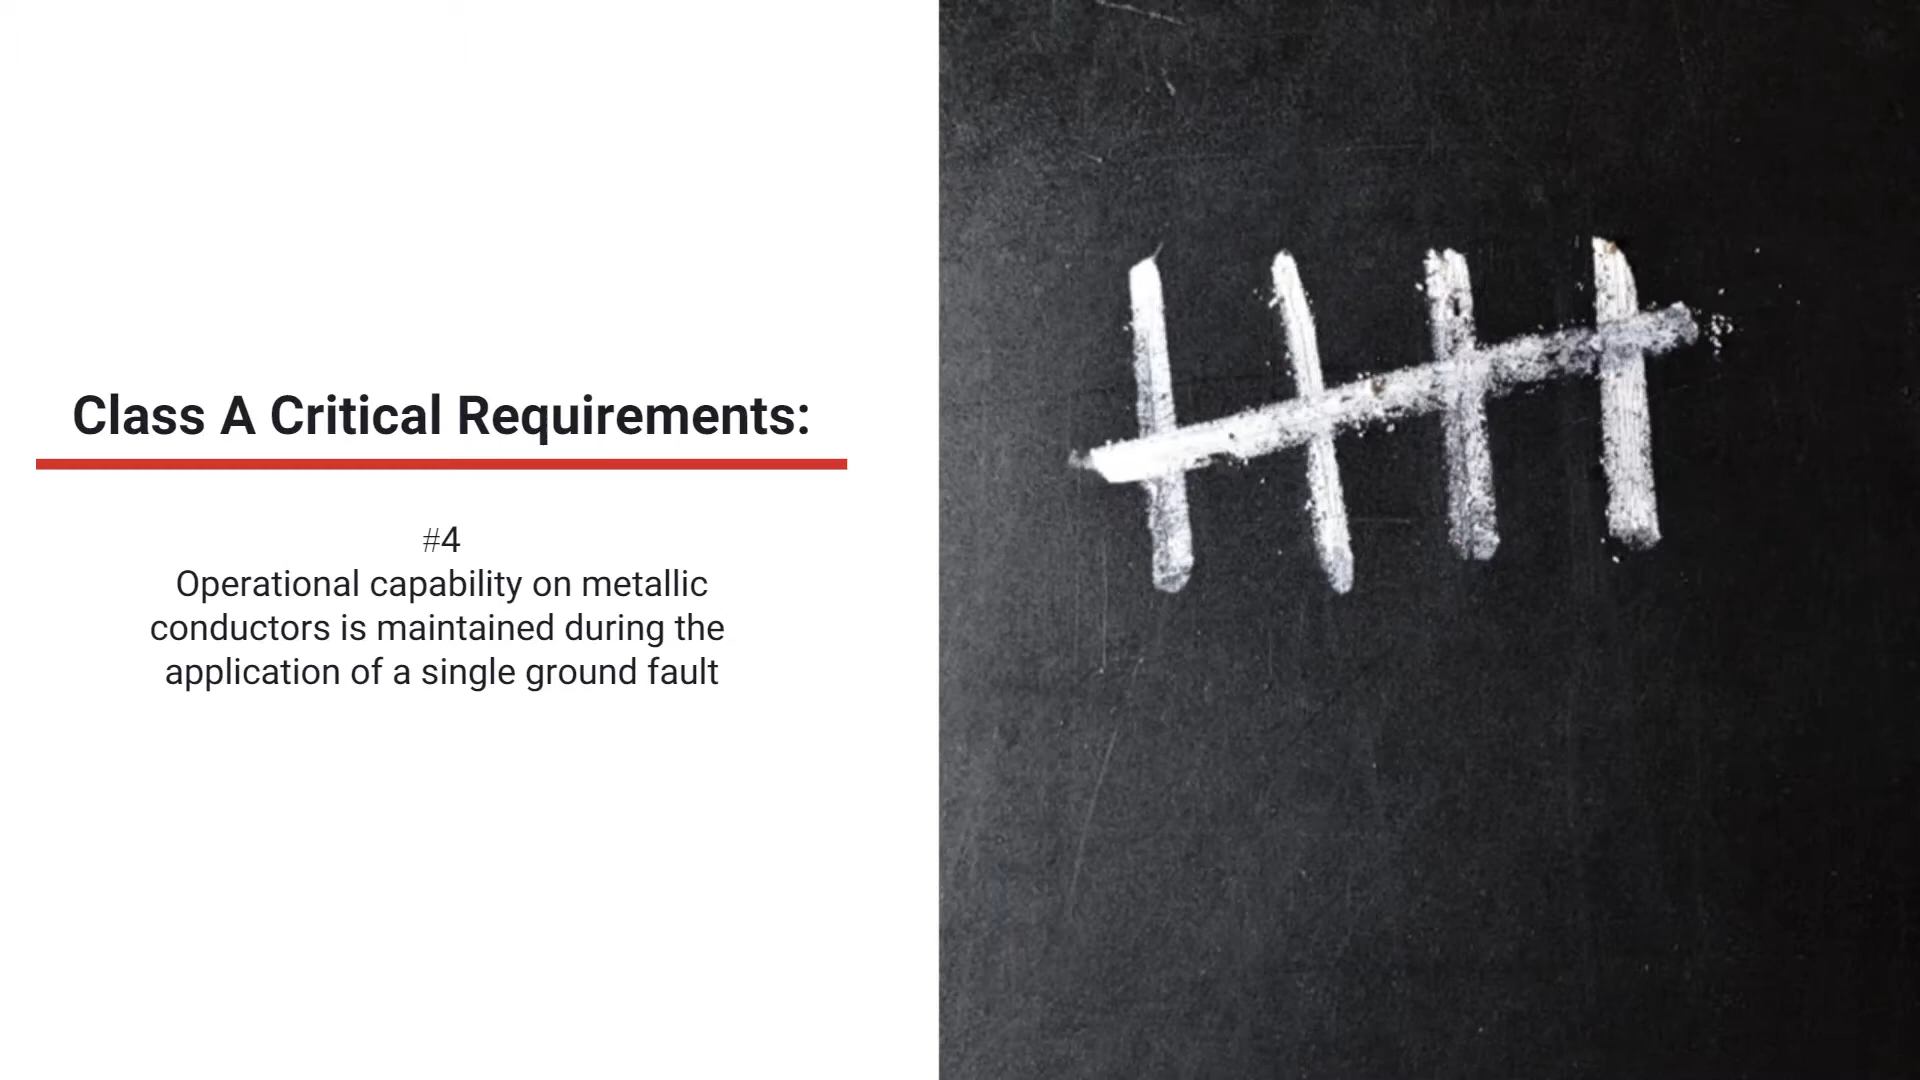 Class A Critical Requirements:
#4
Operational capability on metallic
conductors is maintained during the
application of a single ground fault